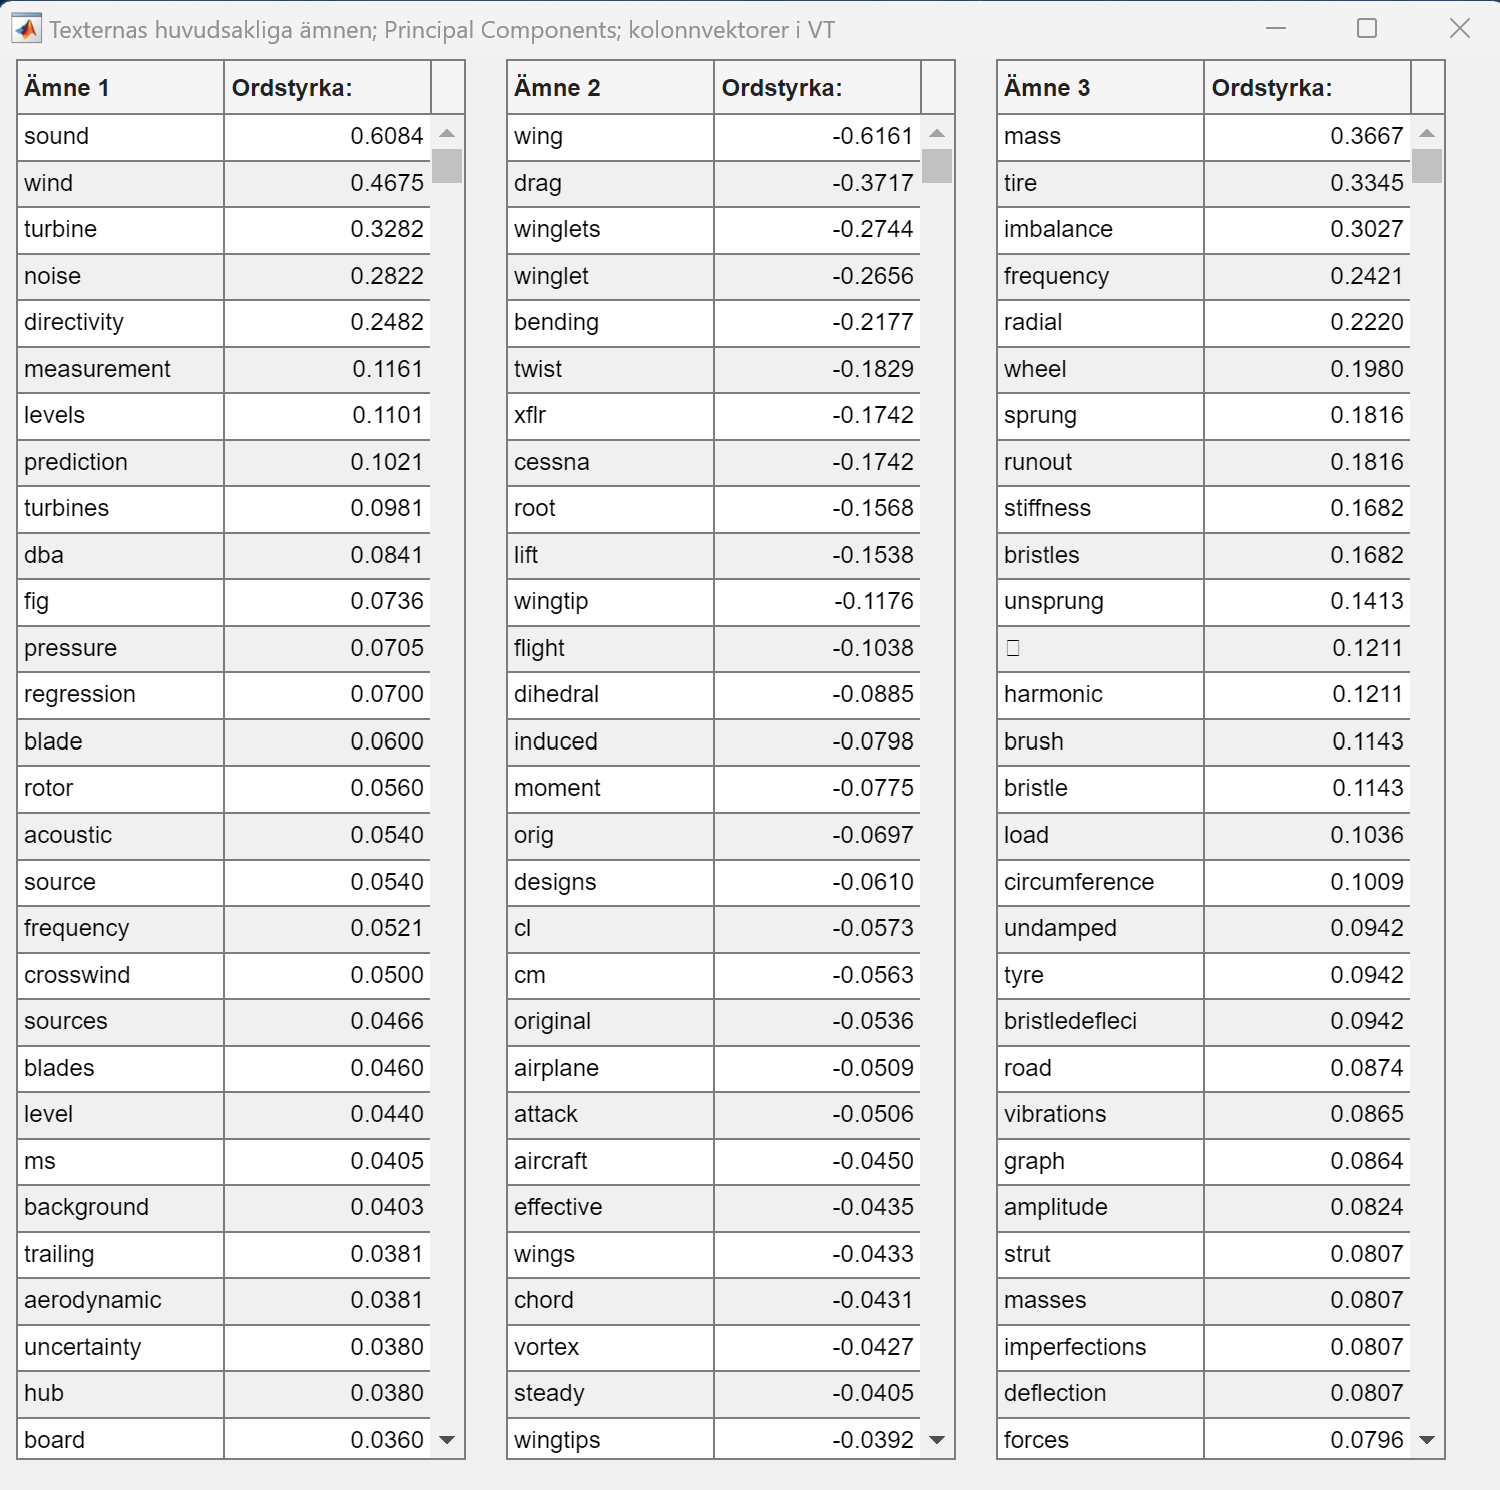 Texternas huvudsakliga ämnen; Principal Components; kolonnvektorer i VT
Ämne 1 Ordstyrka: Ämne 2 Ordstyrka: Ämne 3 Ordstyrka:
sound 0.6084 wing -0.6161 mass 0.3667
wind 0.4675 drag -0.3717 tire 0.3345
turbine 0.3282 winglets -0.2744 imbalance 0.3027
noise 0.2822 winglet -0.2656 frequency 0.2421
directivity 0.2482 bending -0.2177 radial 0.2220
measurement 0.1161 twist -0.1829 wheel 0.1980
levels 0.1101 xflr -0.1742 sprung 0.1816
prediction 0.1021 cessna -0.1742 runout 0.1816
turbines 0.0981 root -0.1568 stiffness 0.1682
dba 0.0841 lift -0.1538 bristles 0.1682
fig 0.0736 wingtip -0.1176 unsprung 0.1413
pressure 0.0705 flight -0.1038 □ 0.1211
regression 0.0700 dihedral -0.0885 harmonic 0.1211
blade 0.0600 induced -0.0798 brush 0.1143
rotor 0.0560 moment -0.0775 bristle 0.1143
acoustic 0.0540 orig -0.0697 load 0.1036
source 0.0540 designs -0.0610 circumference 0.1009
frequency 0.0521 cl -0.0573 undamped 0.0942
crosswind 0.0500 cm -0.0563 tyre 0.0942
sources 0.0466 original -0.0536 bristledefleci 0.0942
blades 0.0460 airplane -0.0509 road 0.0874
level 0.0440 attack -0.0506 vibrations 0.0865
ms 0.0405 aircraft -0.0450 graph 0.0864
background 0.0403 effective -0.0435 amplitude 0.0824
trailing 0.0381 wings -0.0433 strut 0.0807
aerodynamic 0.0381 chord -0.0431 masses 0.0807
uncertainty 0.0380 vortex -0.0427 imperfections 0.0807
hub 0.0380 steady -0.0405 deflection 0.0807
board 0.0360 wingtips -0.0392 forces 0.0796